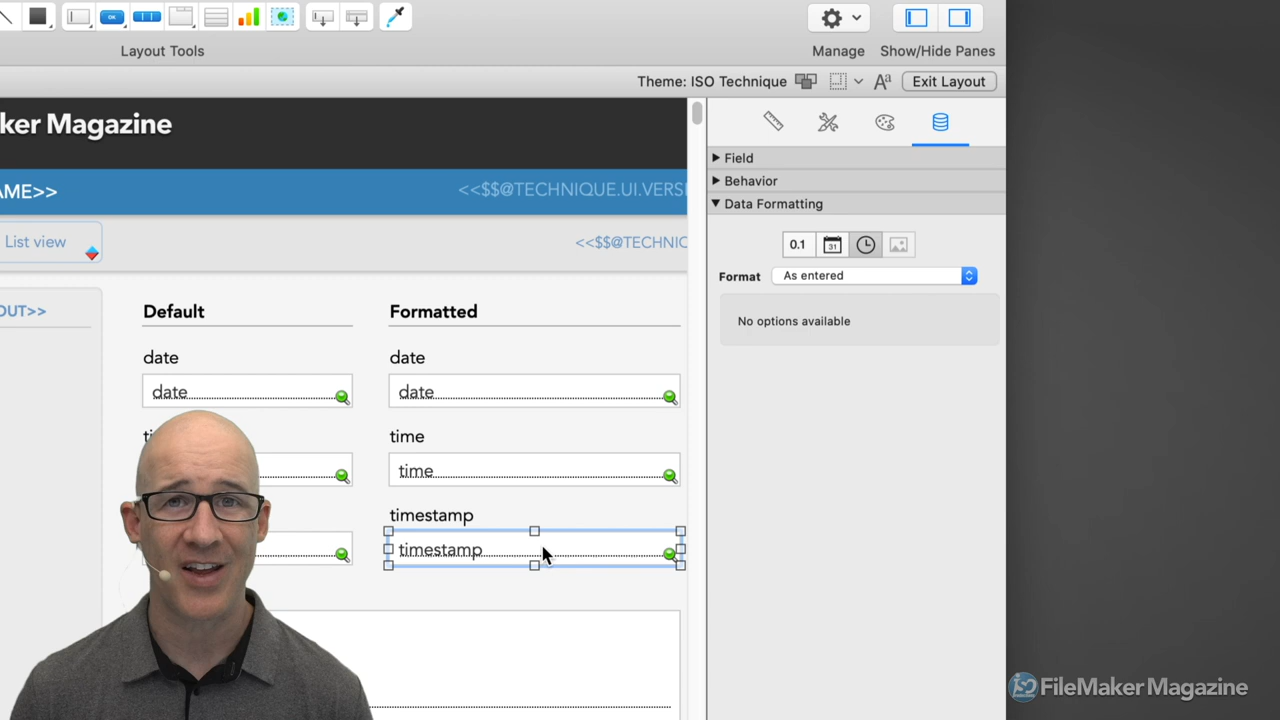 Layout Tools
Manage
Show/Hide Panes
Theme: ISO Technique
Aa
Exit Layout
ker Magazine
AME>>
<<$$@TECHNIQUE.UI.VERSI
List view
<<$$@TECHNIC
OUT>>
Default
Formatted
date
date
date
date
ti
time
time
timestamp
timestamp
Field
Behavior
Data Formatting
0.1
31
Format
As entered
No options available
FileMaker Magazine